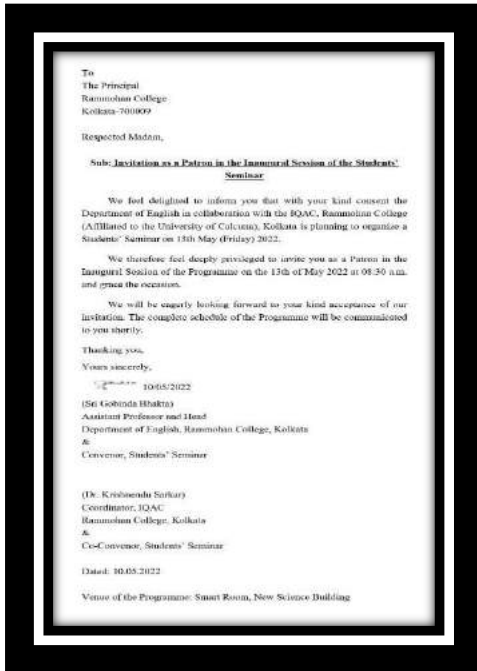 To
The Principal
Rammohan College
Kolkata-700009
Respected Madam,
Sub: Invitation as a Patron in the Inaugural Session of the Students'
Seminar
We feel delighted to inform you that with your kind consent the
Department of English in collaboration with the IQAC, Rammohan College
(Affiliated to the University of Calcutta), Kolkata is planning to organize a
Students' Seminar on 13th May (Friday) 2022.
We therefore feel deeply privileged to invite you as a Patron in the
Inaugural Session of the Programme on the 13th of May 2022 at 08:30 a.m.
and grace the occasion.
We will be eagerly looking forward to your kind acceptance of our
invitation. The complete schedule of the Programme will be communicated
to you shortly.
Thanking you,
Yours sincerely,
10/05/2022
(Sri Gobinda Bhakta)
Assistant Professor and Head
Department of English, Rammohan College, Kolkata
&
Convenor, Students' Seminar
(Dr. Krishnendu Sarkar)
Coordinator, IQAC
Rammohan College, Kolkata
&
Co-Convenor, Students' Seminar
Dated: 10.05.2022
Venue of the Programme: Smart Room, New Science Building